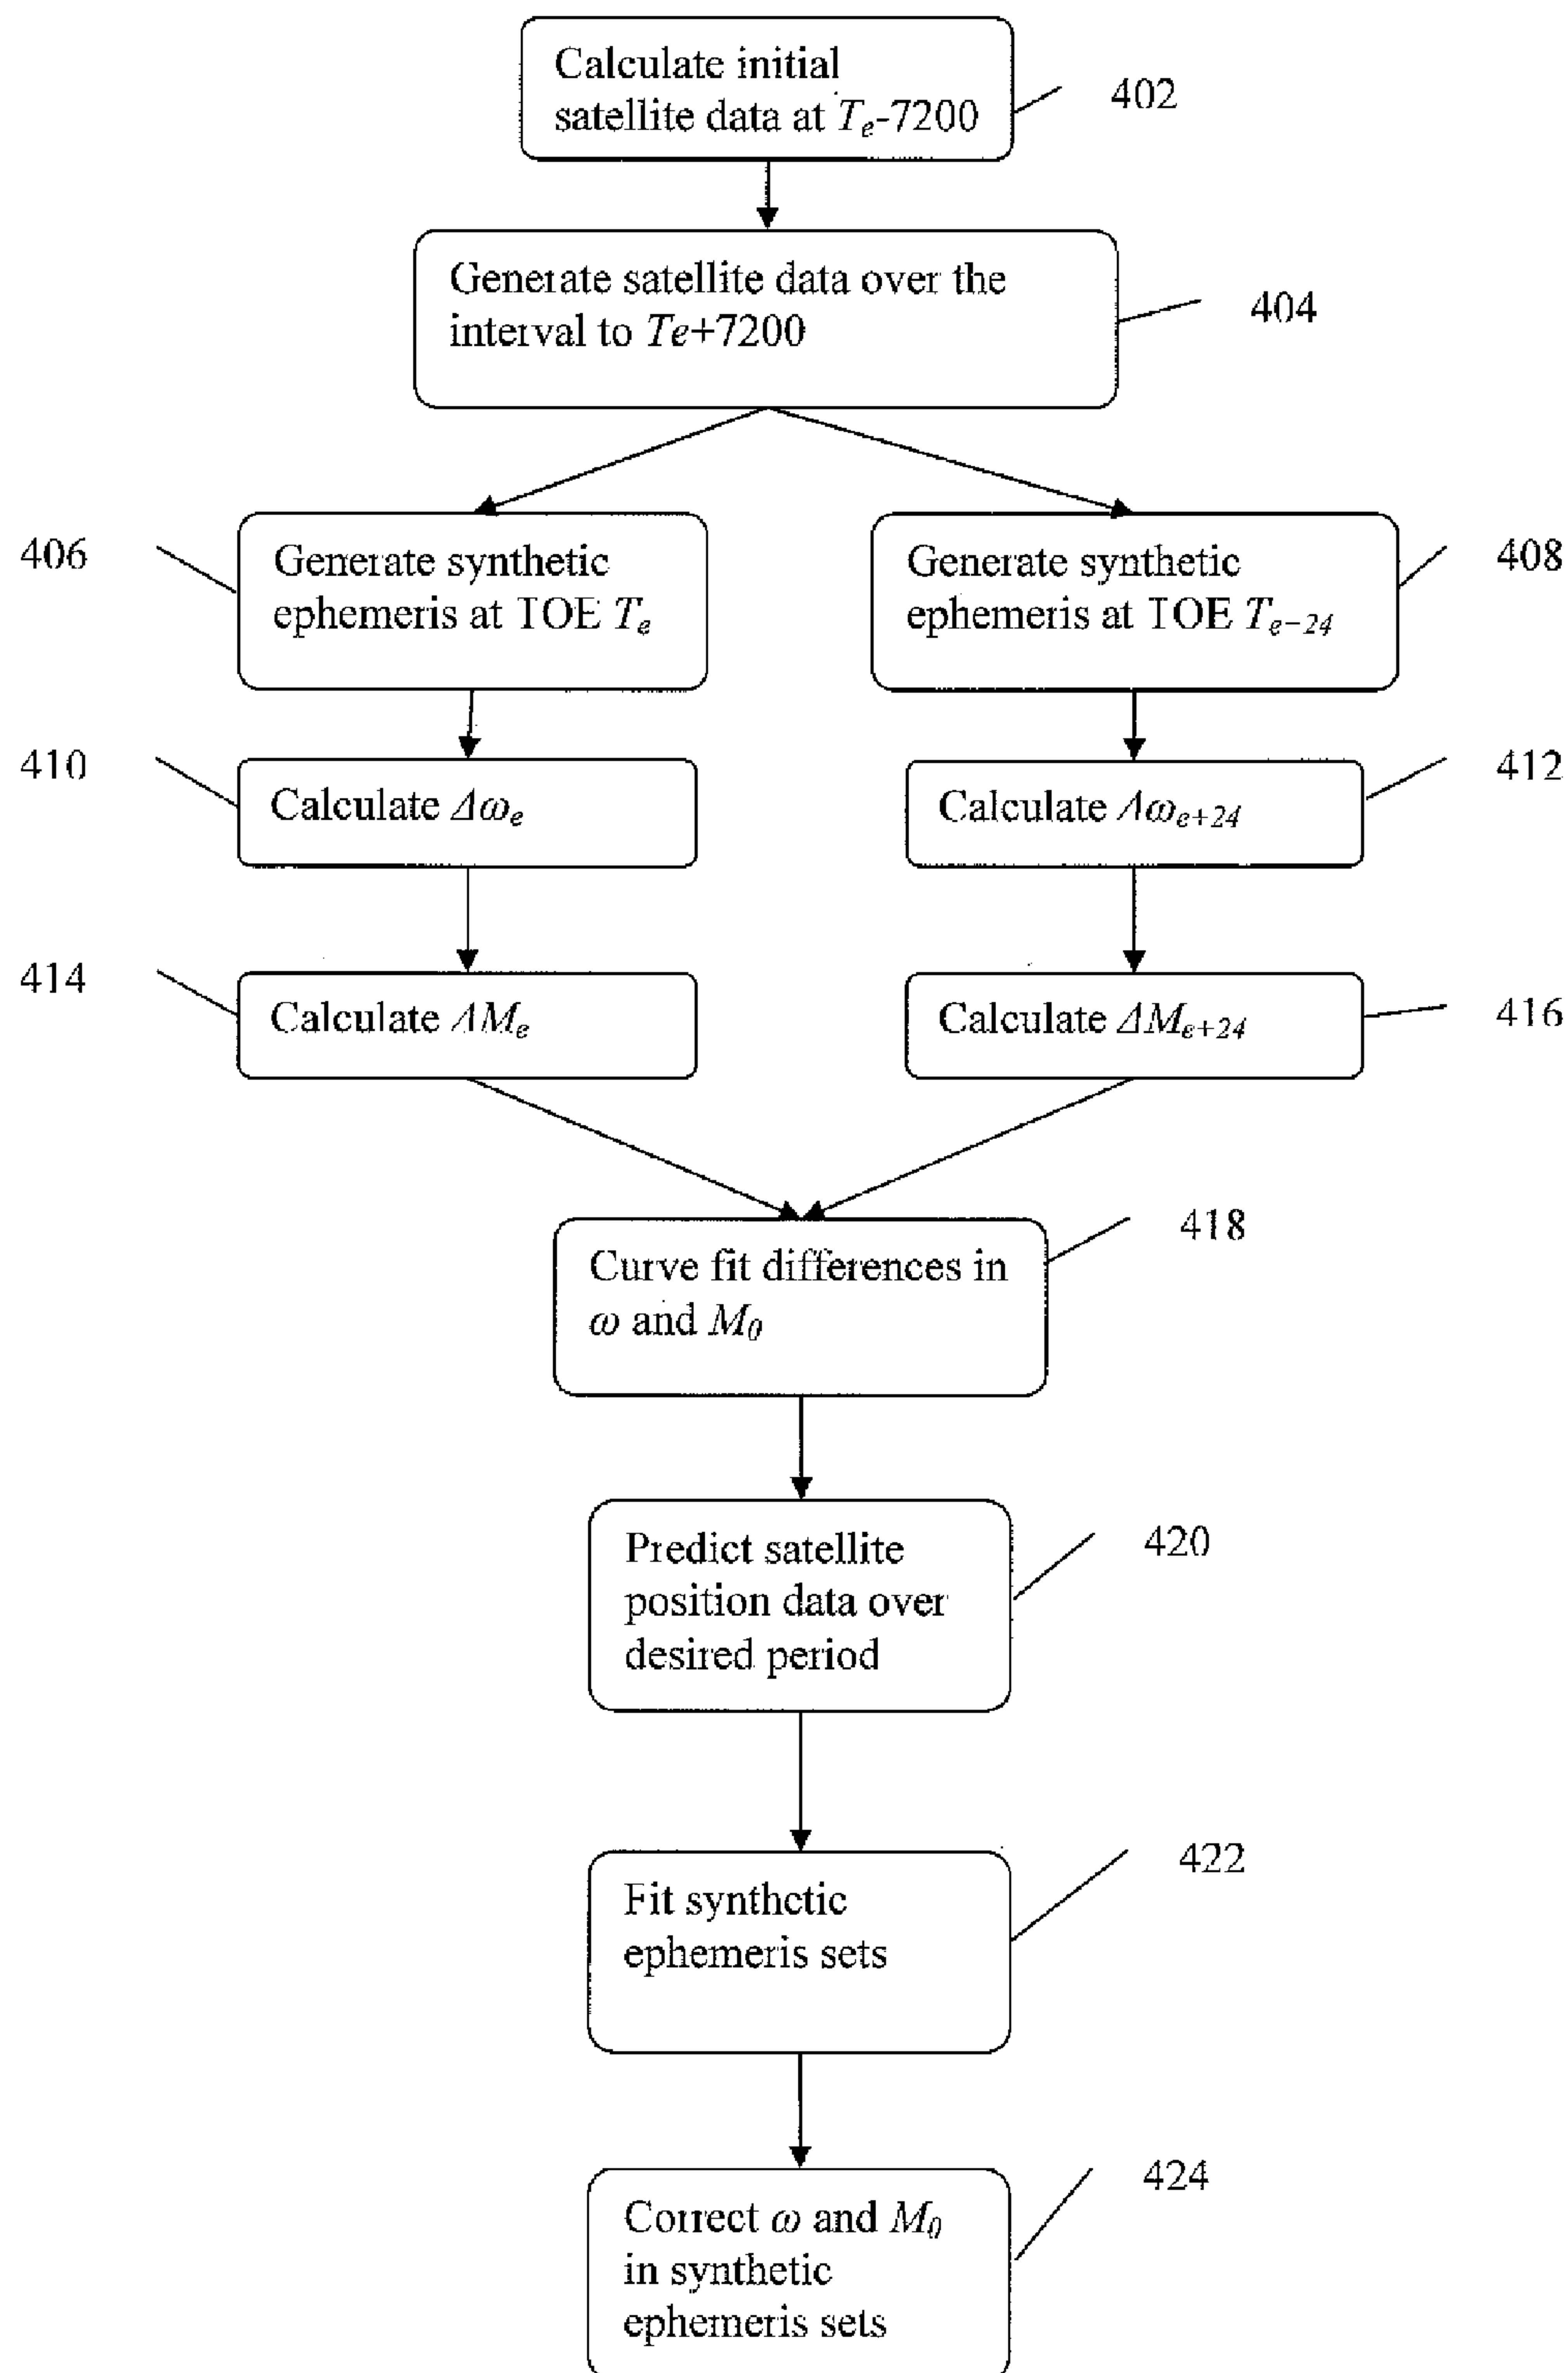 Calculate initial
satellite data at Te-7200
402
Generate satellite data over the
interval to Te+7200
404
406
Generate synthetic
ephemeris at TOE Te
Generate synthetic
ephemeris at TOE Te−24
408
410
Calculate Δωe
Calculate Δωe+24
412
414
Calculate ΔMe
Calculate ΔMe+24
416
418
Curve fit differences in
ω and M0
Predict satellite
position data over
desired period
420
Fit synthetic
ephemeris sets
422
Correct ω and M0
in synthetic
ephemeris sets
424